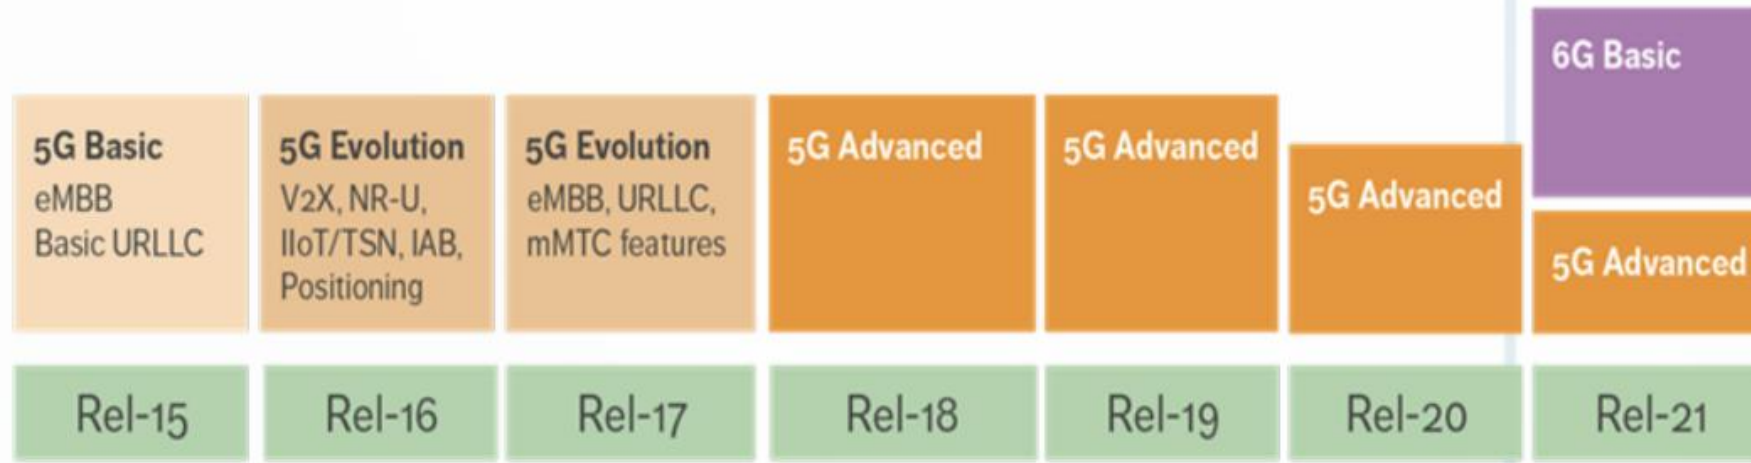 5G Basic
eMBB
Basic URLLC
5G Evolution
V2X, NR-U,
IIoT/TSN, IAB,
Positioning
5G Evolution
eMBB, URLLC,
mMTC features
5G Advanced
5G Advanced
5G Advanced
6G Basic
5G Advanced
Rel-15
Rel-16
Rel-17
Rel-18
Rel-19
Rel-20
Rel-21